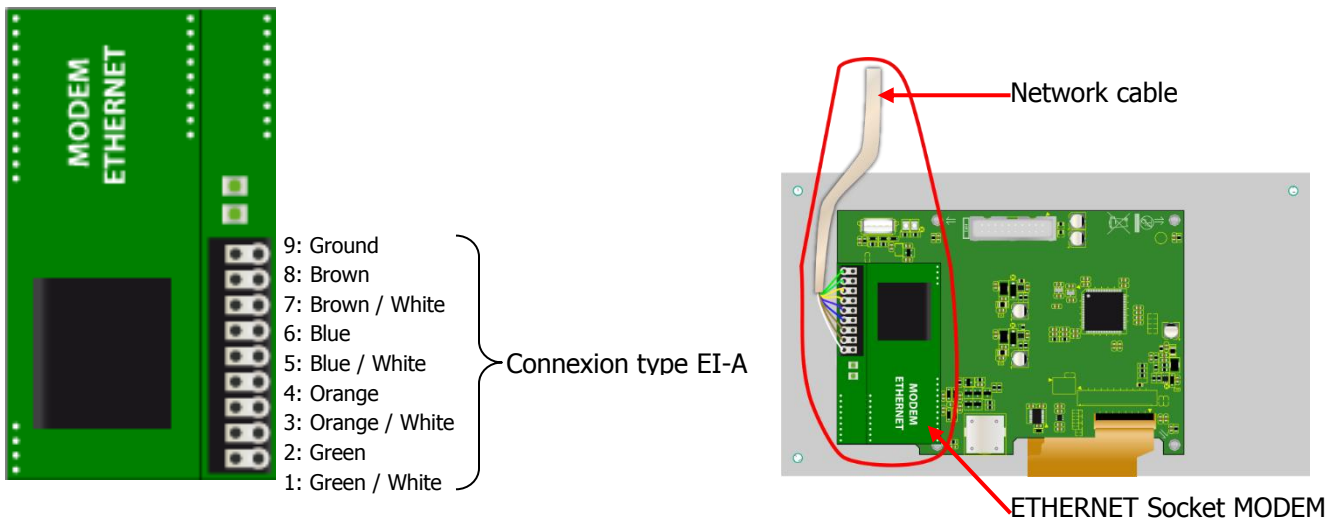 MODEM
ETHERNET
9: Ground
8: Brown
7: Brown / White
6: Blue
5: Blue / White
4: Orange
3: Orange / White
2: Green
1: Green / White
Connexion type EI-A
Network cable
MODEM
ETHERNET
ETHERNET Socket MODEM